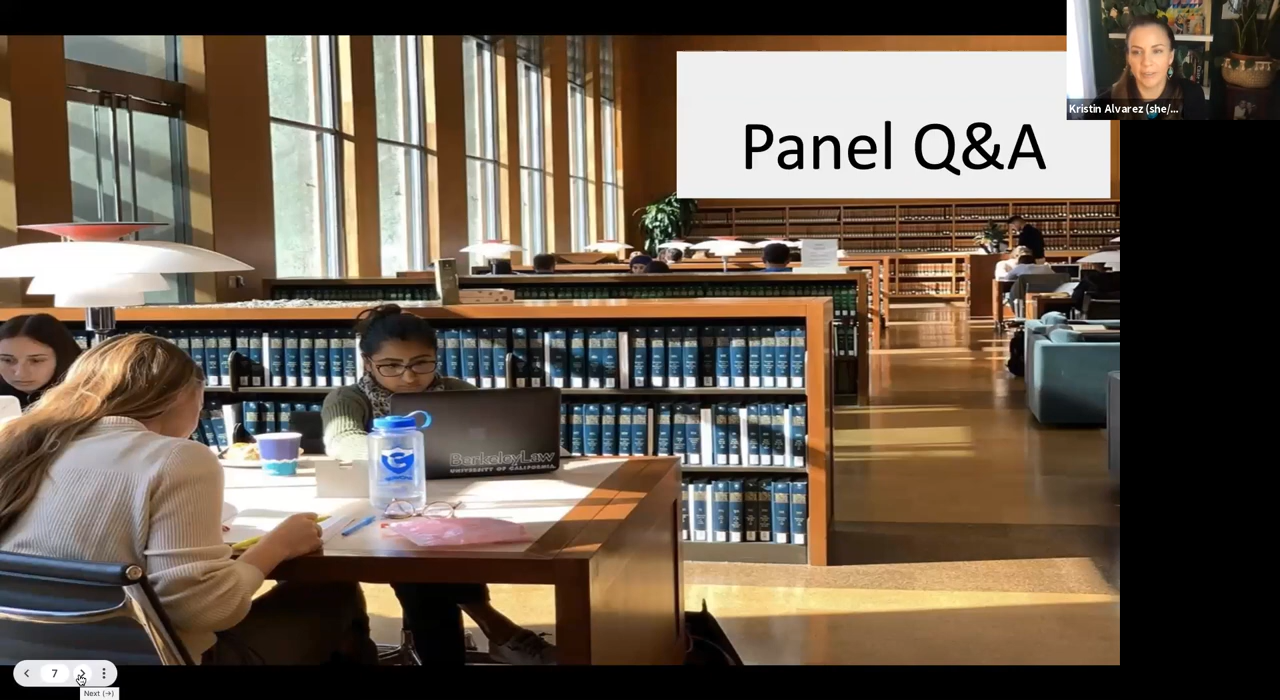 Panel Q&A
Kristin Alvarez (she/...
BerkeleyLaw
UNIVERSITY OF CALIFORNIA
7
Next (→)